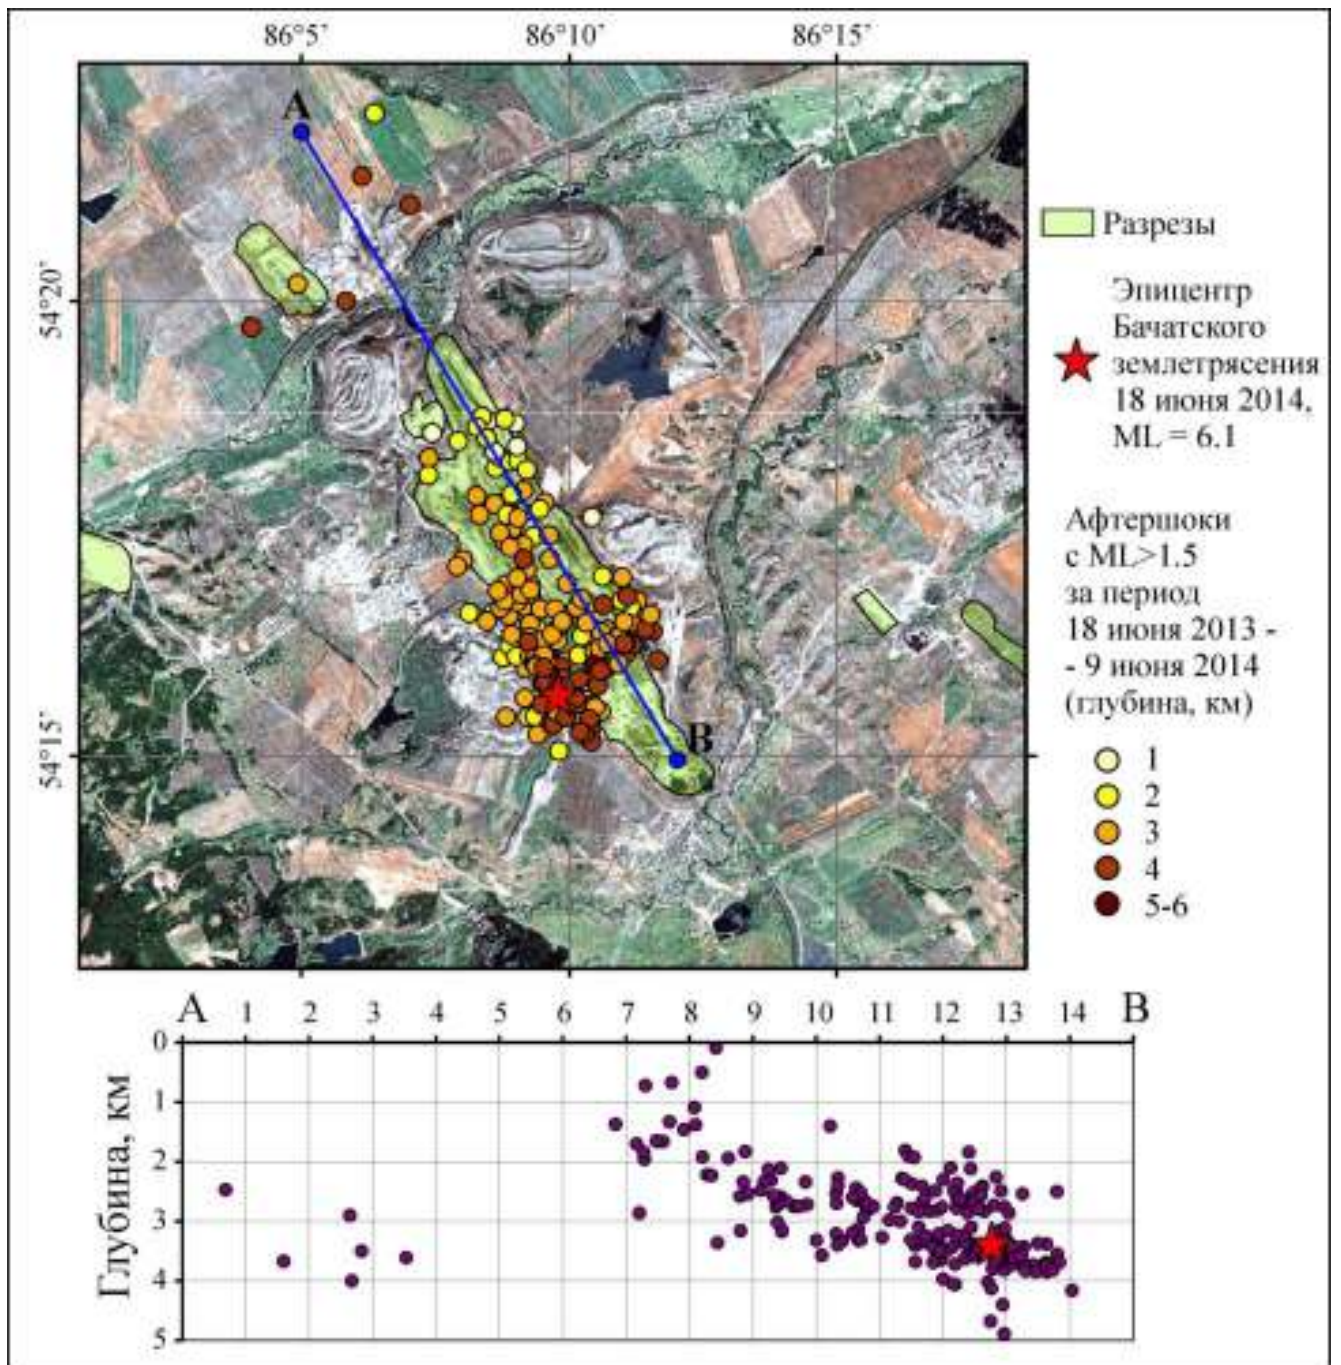 86°5' 86°10' 86°15'
A
54°20'
54°15'
B
Разрезы
Эпицентр
Бачатского
землетрясения
18 июня 2014,
ML = 6.1
Афтершоки
с ML>1.5
за период
18 июня 2013 -
- 9 июня 2014
(глубина, км)
1
2
3
4
5-6
A 1 2 3 4 5 6 7 8 9 10 11 12 13 14 B
Глубина, км
0
1
2
3
4
5